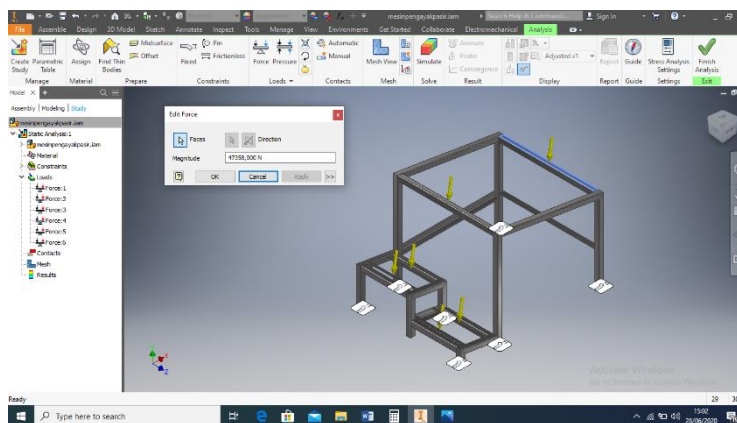 mesinpengayakpasir.iam
Search Help & Commands...
Sign In
File Assemble Design 3D Model Sketch Annotate Inspect Tools Manage View Environments Get Started Collaborate Electromechanical Analysis
Midsurface Pin Automatic Animate
Offset Frictionless Manual Probe Adjusted x1
Convergence
Create Study Parametric Table Assign Find Thin Bodies Fixed Force Pressure Mesh View Simulate Report Guide Stress Analysis Settings Finish Analysis
Manage Material Prepare Constraints Loads Contacts Mesh Solve Result Display Report Guide Settings Exit
Model
Assembly | Modeling | Study
mesinpengayakpasir.iam
Static Analysis:1
mesinpengayakpasir.iam
Material
Constraints
Loads
Force:1
Force:2
Force:3
Force:4
Force:5
Force:6
Contacts
Mesh
Results
Edit Force
Faces Direction
Magnitude 47358,000 N
OK Cancel Apply >>
Activate Windows
Ready
Type here to search
15:02
28/06/2020